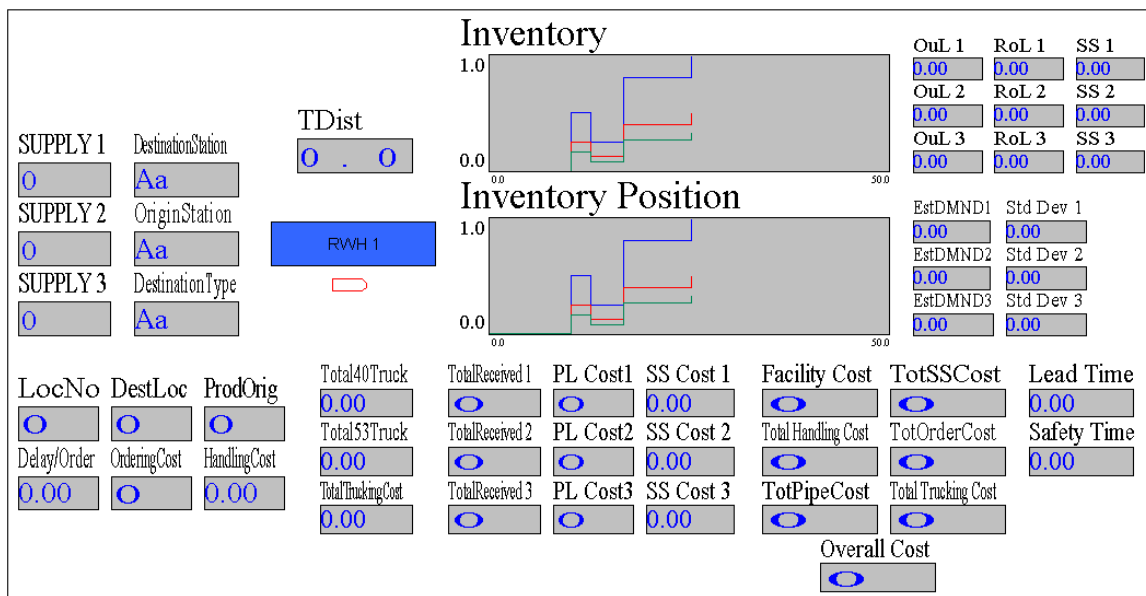 Inventory
1.0
0.0
0.0 50.0
OuL 1 RoL 1 SS 1
0.00 0.00 0.00
OuL 2 RoL 2 SS 2
0.00 0.00 0.00
OuL 3 RoL 3 SS 3
0.00 0.00 0.00
TDist
0 . 0
SUPPLY 1 DestinationStation
0 Aa
SUPPLY 2 OriginStation
0 Aa
SUPPLY 3 DestinationType
0 Aa
RWH 1
Inventory Position
1.0
0.0
0.0 50.0
EstDMND1 Std Dev 1
0.00 0.00
EstDMND2 Std Dev 2
0.00 0.00
EstDMND3 Std Dev 3
0.00 0.00
LocNo DestLoc ProdOrig
0 0 0
Delay/Order OrderingCost HandlingCost
0.00 0 0.00
Total40Truck TotalReceived 1 PL Cost1 SS Cost 1
0.00 0 0 0.00
Total53Truck TotalReceived 2 PL Cost2 SS Cost 2
0.00 0 0 0.00
TotalTruckingCost TotalReceived 3 PL Cost3 SS Cost 3
0.00 0 0 0.00
Facility Cost TotSSCost Lead Time
0 0 0.00
Total Handling Cost TotOrderCost Safety Time
0 0 0.00
TotPipeCost Total Trucking Cost
0 0
Overall Cost
0